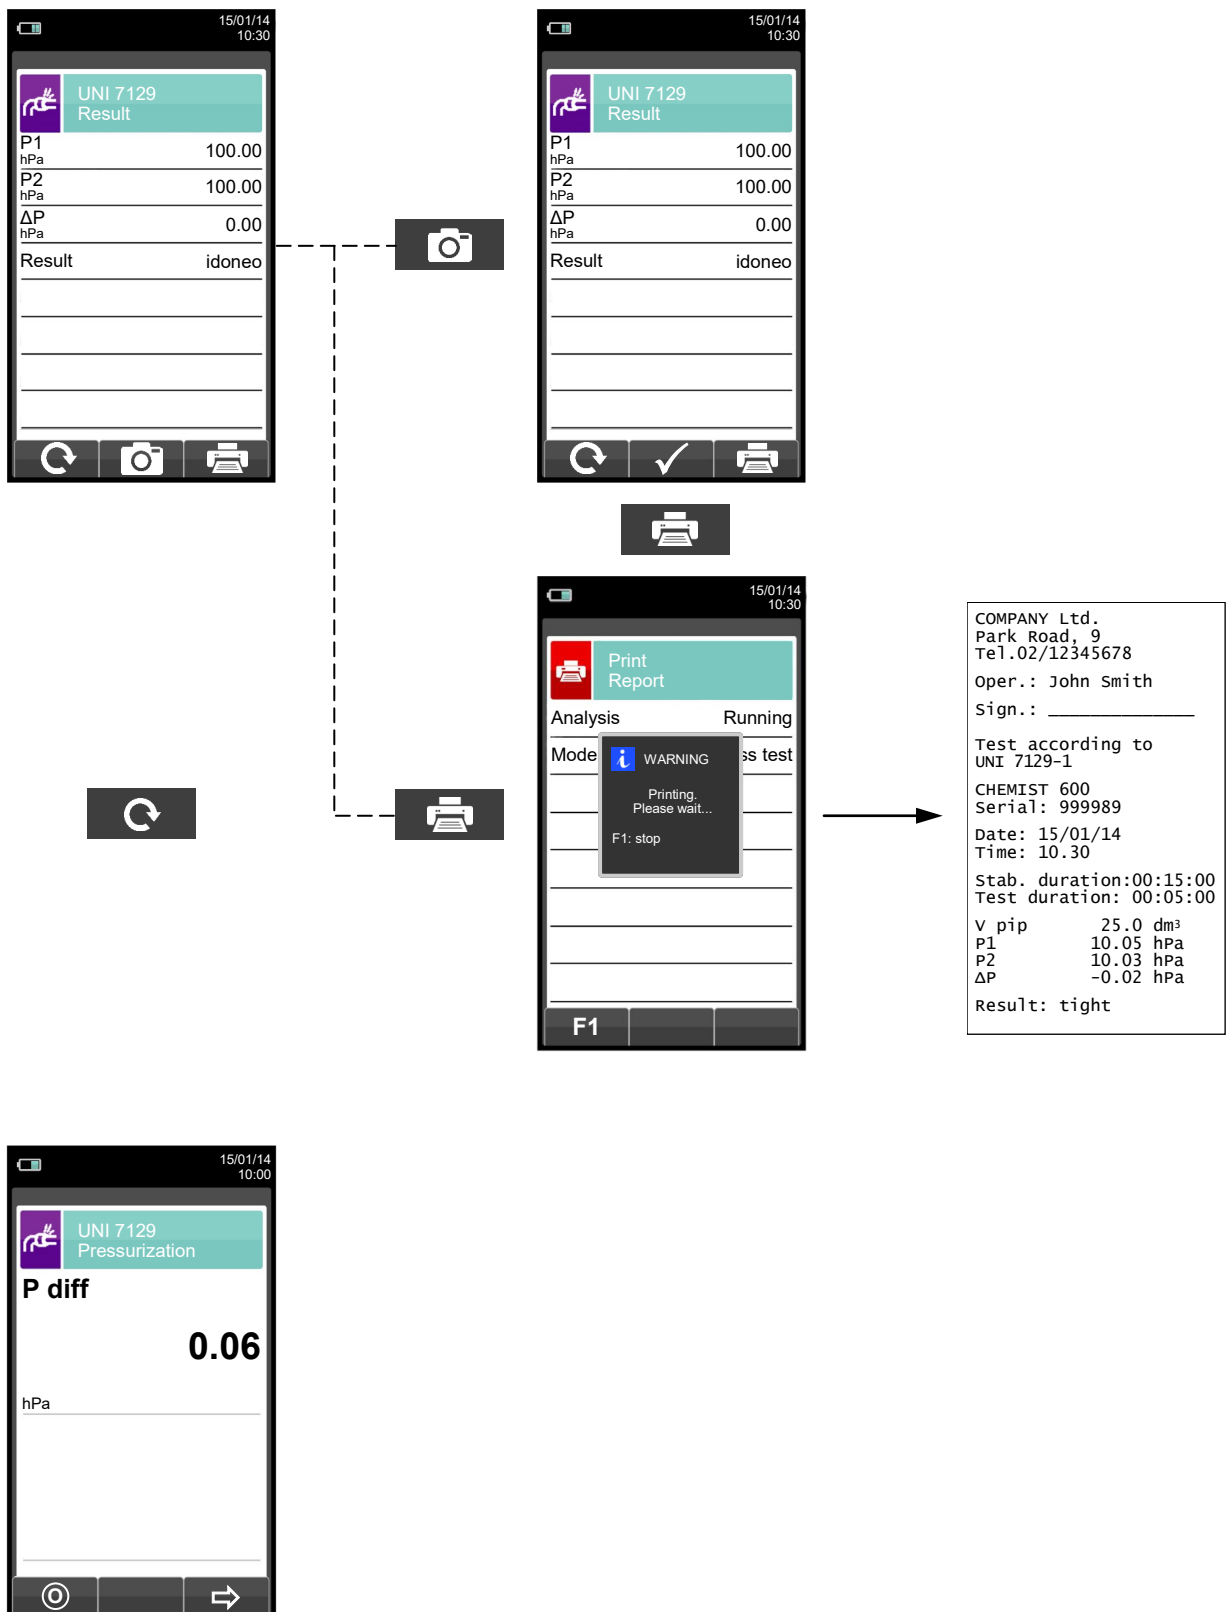 15/01/14
10:30
UNI 7129
Result
P1
hPa
100.00
P2
hPa
100.00
ΔP
hPa
0.00
Result idoneo
15/01/14
10:30
UNI 7129
Result
P1
hPa
100.00
P2
hPa
100.00
ΔP
hPa
0.00
Result idoneo
15/01/14
10:30
Print
Report
Analysis Running
Mode ss test
i WARNING
Printing.
Please wait...
F1: stop
F1
COMPANY Ltd.
Park Road, 9
Tel.02/12345678
Oper.: John Smith
Sign.: ______________
Test according to
UNI 7129-1
CHEMIST 600
Serial: 999989
Date: 15/01/14
Time: 10.30
Stab. duration:00:15:00
Test duration: 00:05:00
V pip 25.0 dm³
P1 10.05 hPa
P2 10.03 hPa
ΔP -0.02 hPa
Result: tight
15/01/14
10:00
UNI 7129
Pressurization
P diff
0.06
hPa